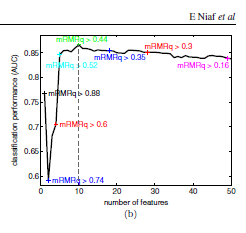 E Niaf et al
mRMRq > 0.44
mRMRq > 0.3
mRMRq > 0.35
mRMRq > 0.52
mRMRq > 0.16
mRMRq > 0.88
mRMRq > 0.6
mRMRq > 0.74
classification performance (AUC)
0.85
0.8
0.75
0.7
0.65
0.6
0 10 20 30 40 50
number of features
(b)